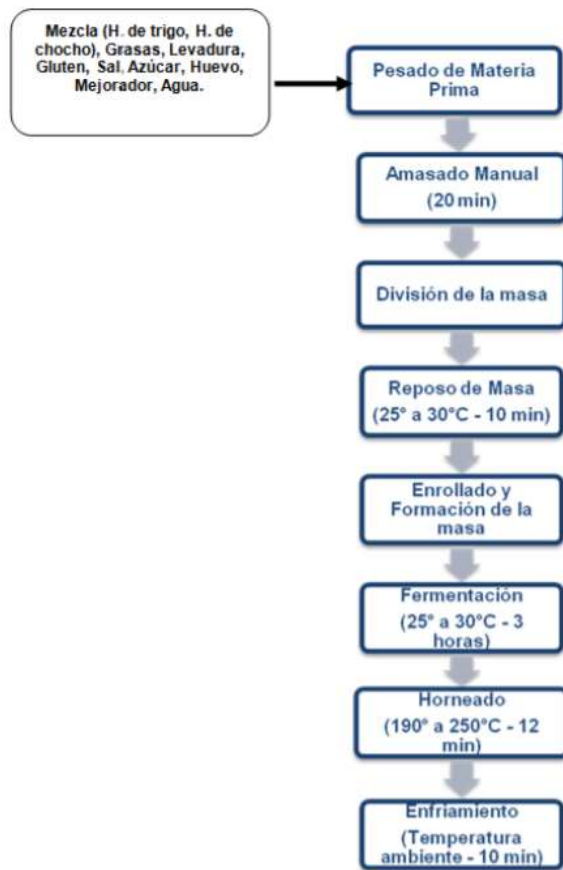 Mezcla (H. de trigo, H. de
chocho), Grasas, Levadura,
Gluten, Sal, Azúcar, Huevo,
Mejorador, Agua.
Pesado de Materia
Prima
Amasado Manual
(20 min)
División de la masa
Reposo de Masa
(25° a 30°C - 10 min)
Enrollado y
Formación de la
masa
Fermentación
(25° a 30°C - 3
horas)
Horneado
(190° a 250°C - 12
min)
Enfriamiento
(Temperatura
ambiente - 10 min)